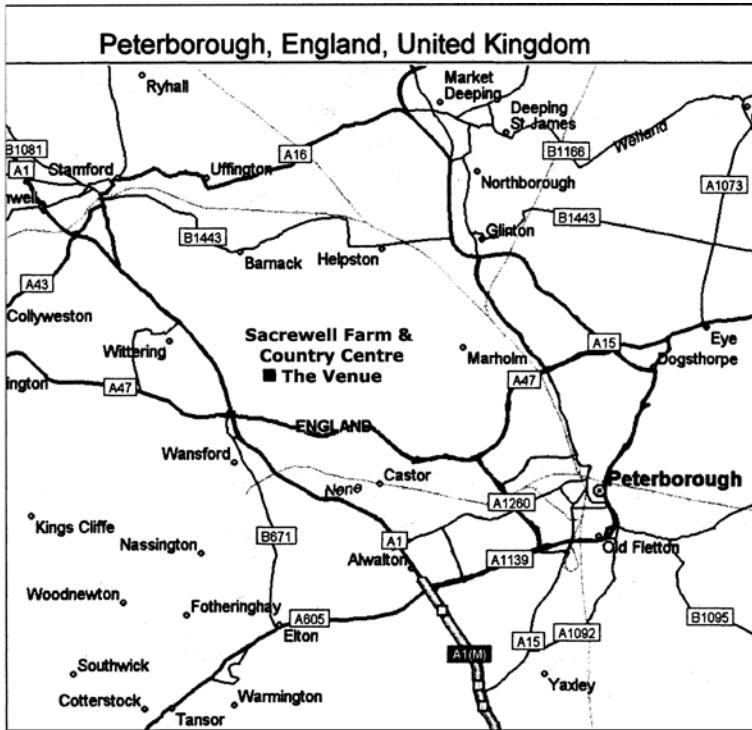 Peterborough, England, United Kingdom
Ryhall
Market
Deeping
Deeping
St James
B1081
A1
Stamford
Uffington
A16
B1166
Welland
Northborough
A1073
nwell
B1443
Barnack
Helpston
Glinton
B1443
A43
Collyweston
Wittering
Sacrewell Farm &
Country Centre
The Venue
Marholm
A15
Eye
Dogsthorpe
ington
A47
A47
ENGLAND
Wansford
Castor
Nene
Peterborough
A1260
Kings Cliffe
Nassington
B671
A1
Alwalton
A1139
Old Fletton
Woodnewton
Fotheringhay
A605
Elton
B1095
Southwick
A1(M)
A15
A1092
Yaxley
Cotterstock
Tansor
Warmington